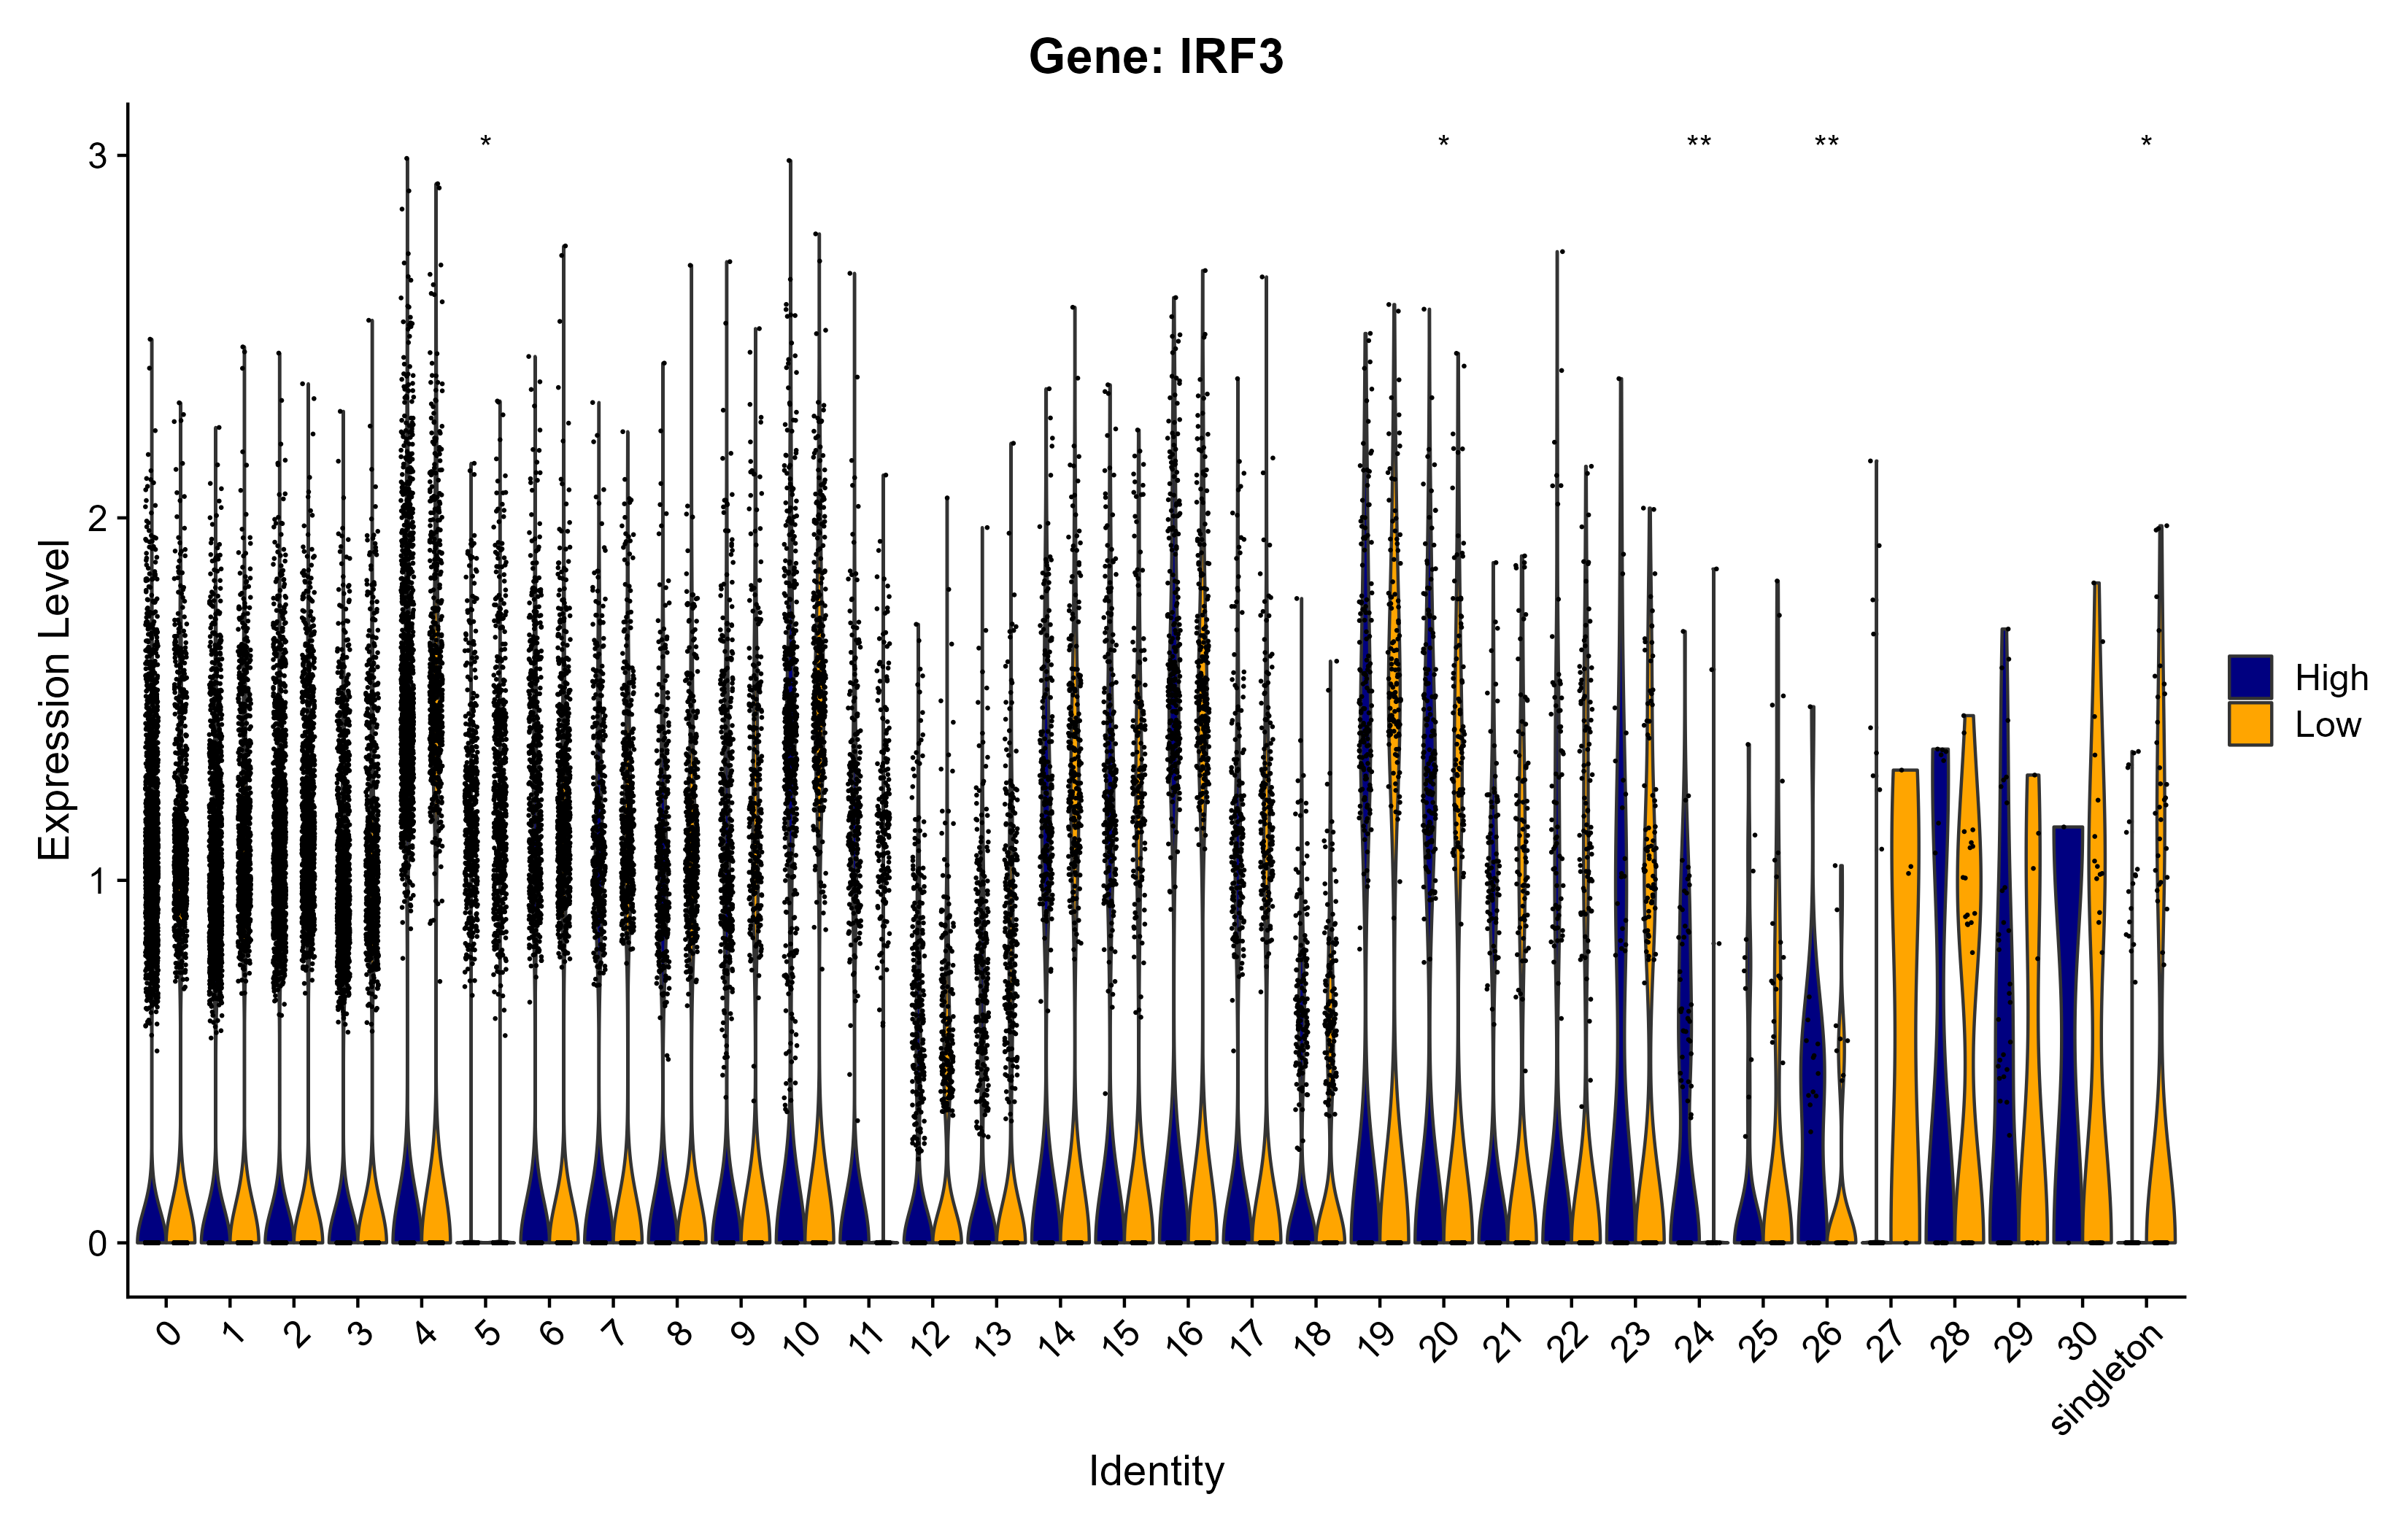 Gene: IRF3
* * ** ** *
Expression Level
3
2
1
0
High
Low
0 1 2 3 4 5 6 7 8 9 10 11 12 13 14 15 16 17 18 19 20 21 22 23 24 25 26 27 28 29 30 singleton
Identity